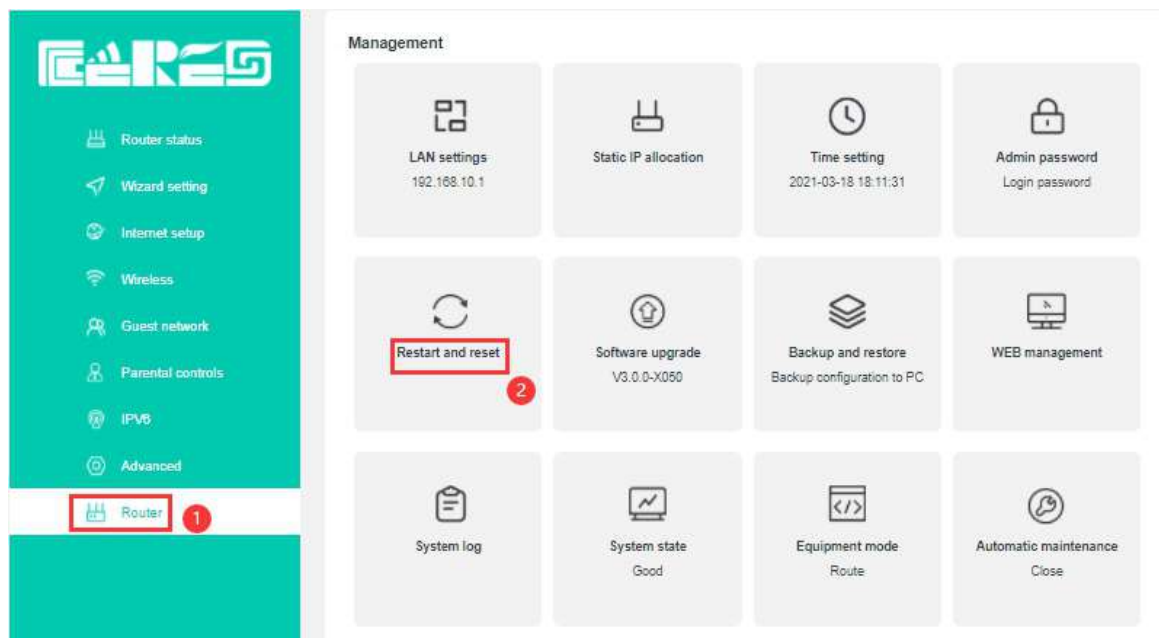 Management
Router status
Wizard setting
Internet setup
Wireless
Guest network
Parental controls
IPV6
Advanced
Router
1
LAN settings
192.168.10.1
Static IP allocation
Time setting
2021-03-18 18:11:31
Admin password
Login password
Restart and reset
2
Software upgrade
V3.0.0-X050
Backup and restore
Backup configuration to PC
WEB management
System log
System state
Good
Equipment mode
Route
Automatic maintenance
Close